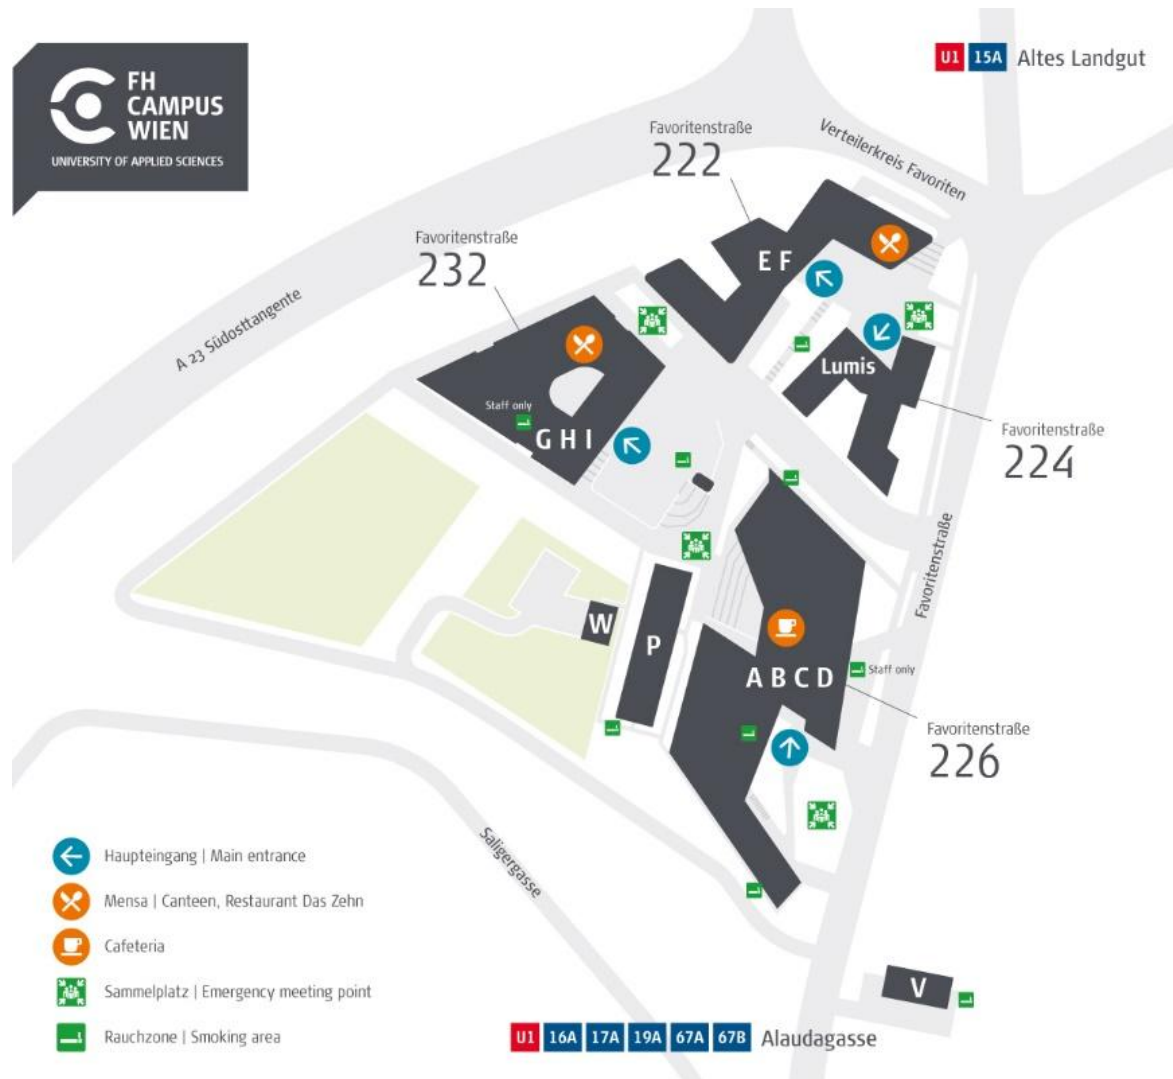 FH
CAMPUS
WIEN
UNIVERSITY OF APPLIED SCIENCES
U1 15A Altes Landgut
Verteilerkreis Favoriten
Favoritenstraße
222
E F
Favoritenstraße
232
A 23 Südosttangente
Staff only
G H I
Lumis
Favoritenstraße
224
Favoritenstraße
W
P
A B C D
Staff only
Favoritenstraße
226
Saligergasse
V
Haupteingang | Main entrance
Mensa | Canteen, Restaurant Das Zehn
Cafeteria
Sammelplatz | Emergency meeting point
Rauchzone | Smoking area
U1 16A 17A 19A 67A 67B Alaudagasse